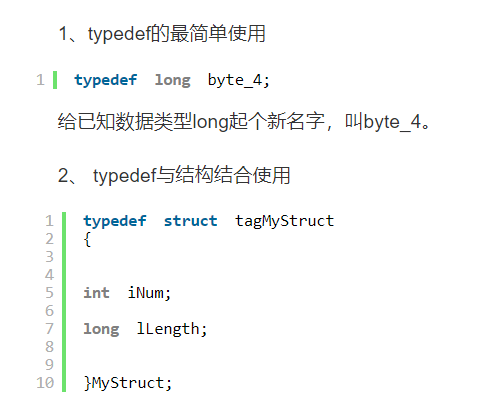 1、typedef的最简单使用
1 typedef long byte_4;
给已知数据类型long起个新名字，叫byte_4。
2、 typedef与结构结合使用
1 typedef struct tagMyStruct
2 {
3
4
5 int iNum;
6
7 long lLength;
8
9
10 }MyStruct;